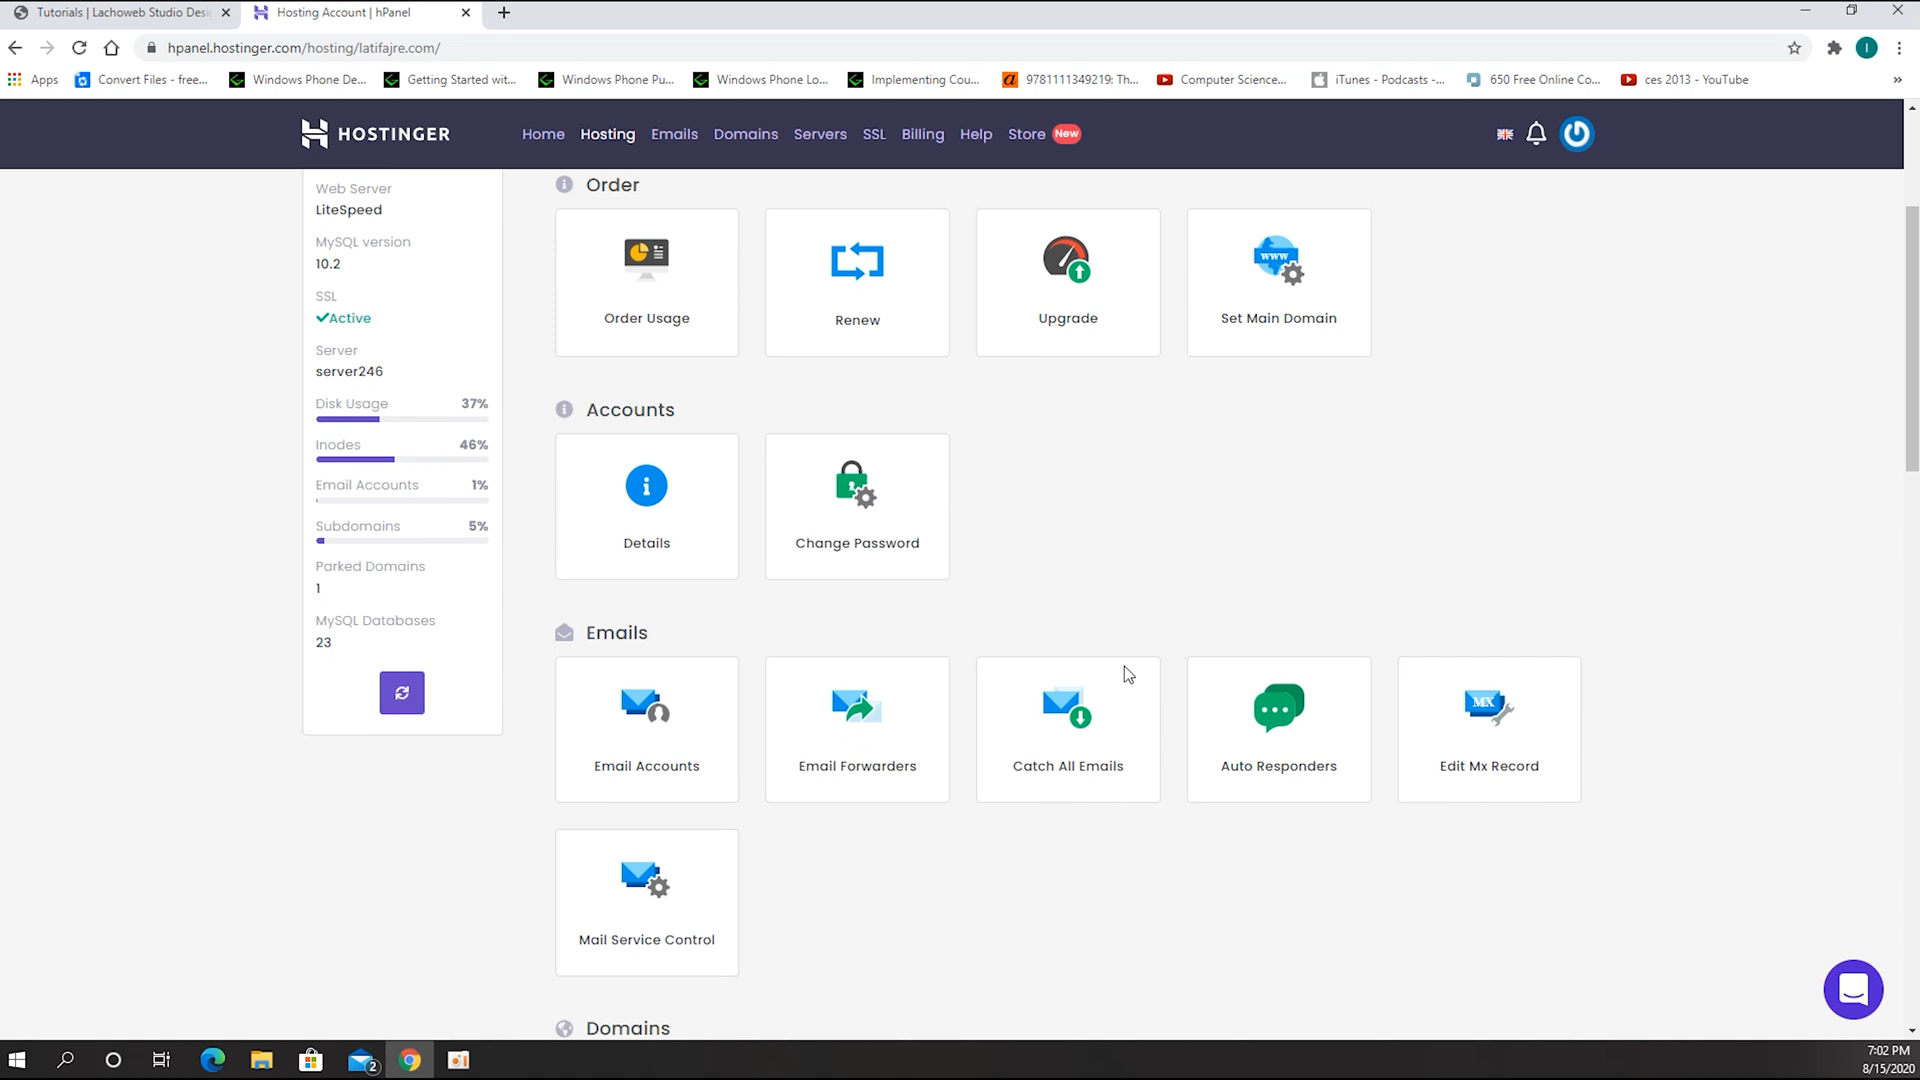 Tutorials | Lachoweb Studio Desi
Hosting Account | hPanel
hpanel.hostinger.com/hosting/latifajre.com/
I
Apps
Convert Files - free...
Windows Phone De...
Getting Started wit...
Windows Phone Pu...
Windows Phone Lo...
Implementing Cou...
9781111349219: Th...
Computer Science...
iTunes - Podcasts -...
650 Free Online Co...
ces 2013 - YouTube
HOSTINGER
Home
Hosting
Emails
Domains
Servers
SSL
Billing
Help
Store New
Web Server
LiteSpeed
MySQL version
10.2
SSL
Active
Server
server246
Disk Usage 37%
Inodes 46%
Email Accounts 1%
Subdomains 5%
Parked Domains
1
MySQL Databases
23
Order
Order Usage
Renew
WWW
Upgrade
Set Main Domain
Accounts
Details
Change Password
Emails
MX
Email Accounts
Email Forwarders
Catch All Emails
Auto Responders
Edit Mx Record
Mail Service Control
Domains
2
7:02 PM
8/15/2020